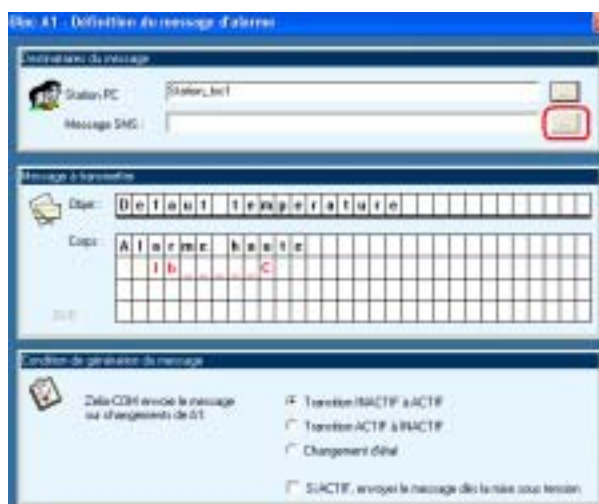 Bloc A1 - Définition du message d'alarme
Destinataires du message
Station PC
Station_loc1
Message SMS :
...
...
Message à transmettre
Objet :
Defaut temperature
Corps :
Alarme haute
C
Condition de génération du message
Zelio-COM envoie le message
sur changements de A1:
Transition INACTIF à ACTIF
Transition ACTIF à INACTIF
Changement d'état
Si ACTIF, envoyer le message dès la mise sous tension